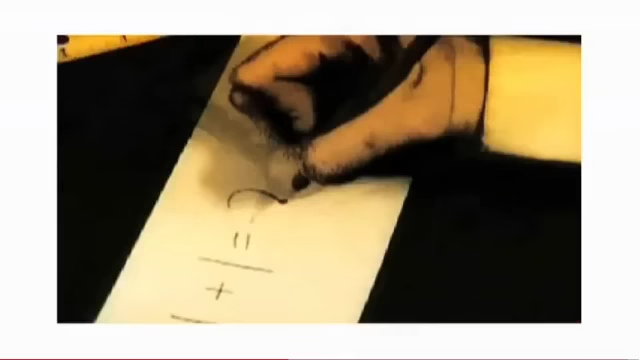 1 + 1 =